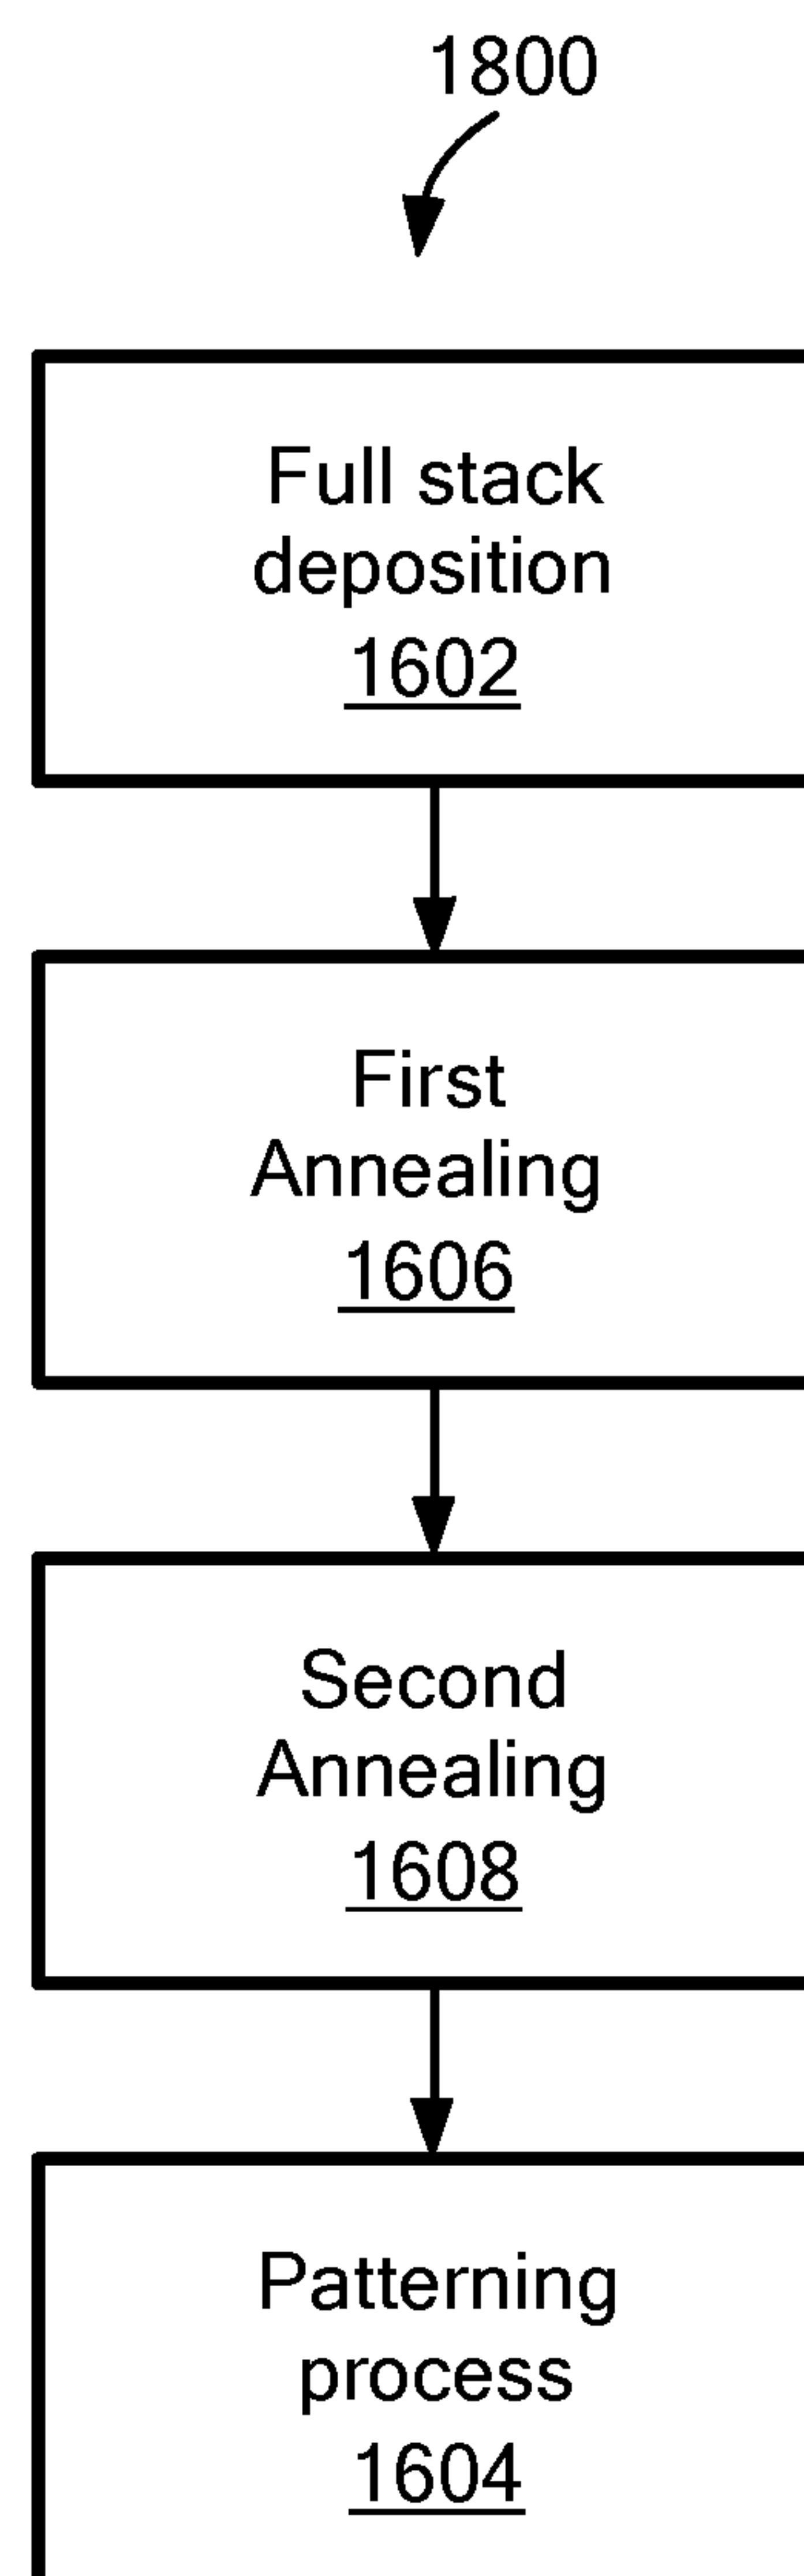 1800
Full stack
deposition
1602
First
Annealing
1606
Second
Annealing
1608
Patterning
process
1604